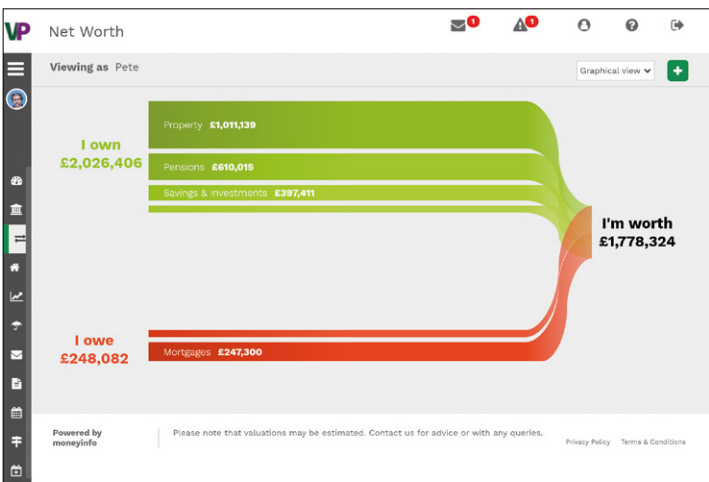 VP Net Worth 1 1
Viewing as Pete Graphical view
Property £1,011,139
I own
£2,026,406
Pensions £610,015
Savings & Investments £397,411
I'm worth
£1,778,324
I owe
£248,082
Mortgages £247,300
Powered by
moneyinfo
Please note that valuations may be estimated. Contact us for advice or with any queries.
Privacy Policy Terms & Conditions